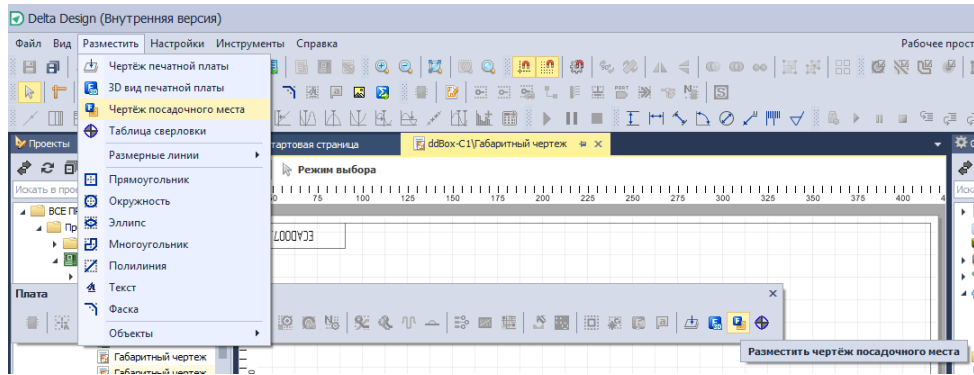 Delta Design (Внутренняя версия)
Файл Вид Разместить Настройки Инструменты Справка
Рабочее прост
Чертёж печатной платы
3D вид печатной платы
Чертёж посадочного места
Таблица сверловки
Размерные линии
Прямоугольник
Окружность
Эллипс
Многоугольник
Полилиния
Текст
Фаска
Объекты
Проекты
тартовая страница
ddBox-C1\Габаритный чертеж
Режим выбора
Искать в прое
75 100 125 150 175 200 225 250 275 300 325 350 375 400 4
ВСЕ ПР
Пр
Плата
Разместить чертёж посадочного места
Габаритный чертеж
Габаритный чертеж